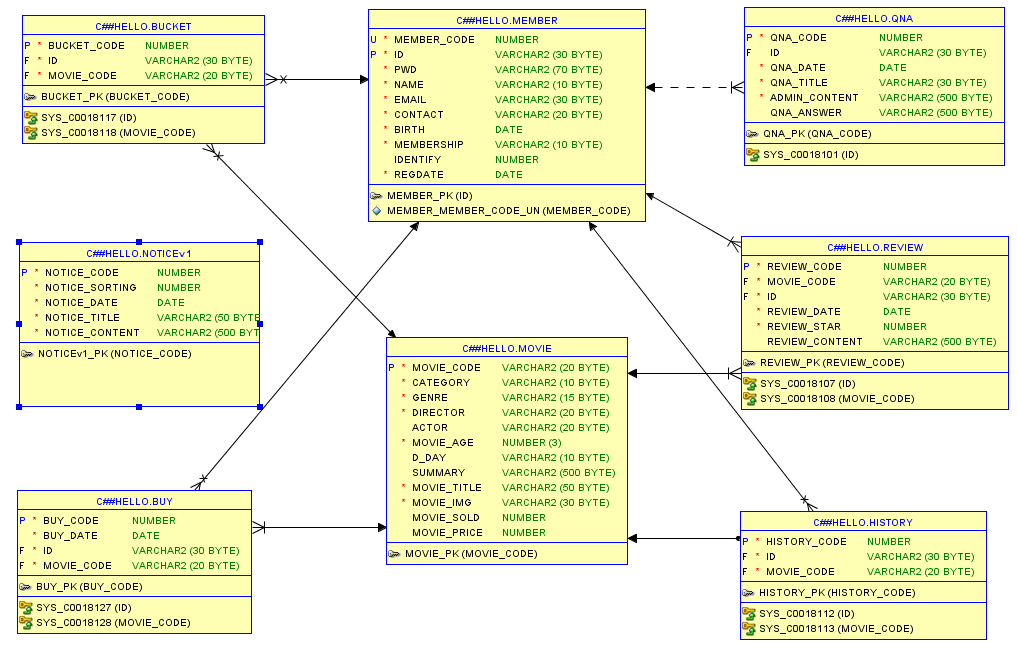 C##HELLO.BUCKET
P * BUCKET_CODE NUMBER
F * ID VARCHAR2 (30 BYTE)
F * MOVIE_CODE VARCHAR2 (20 BYTE)
BUCKET_PK (BUCKET_CODE)
SYS_C0018117 (ID)
SYS_C0018118 (MOVIE_CODE)
C##HELLO.MEMBER
U * MEMBER_CODE NUMBER
P * ID VARCHAR2 (30 BYTE)
* PWD VARCHAR2 (70 BYTE)
* NAME VARCHAR2 (10 BYTE)
* EMAIL VARCHAR2 (30 BYTE)
* CONTACT VARCHAR2 (20 BYTE)
* BIRTH DATE
* MEMBERSHIP VARCHAR2 (10 BYTE)
IDENTIFY NUMBER
* REGDATE DATE
MEMBER_PK (ID)
MEMBER_MEMBER_CODE_UN (MEMBER_CODE)
C##HELLO.QNA
P * QNA_CODE NUMBER
F ID VARCHAR2 (30 BYTE)
* QNA_DATE DATE
* QNA_TITLE VARCHAR2 (30 BYTE)
* ADMIN_CONTENT VARCHAR2 (500 BYTE)
QNA_ANSWER VARCHAR2 (500 BYTE)
QNA_PK (QNA_CODE)
SYS_C0018101 (ID)
C##HELLO.NOTICEv1
P * NOTICE_CODE NUMBER
* NOTICE_SORTING NUMBER
* NOTICE_DATE DATE
* NOTICE_TITLE VARCHAR2 (50 BYTE
* NOTICE_CONTENT VARCHAR2 (500 BYT
NOTICEv1_PK (NOTICE_CODE)
C##HELLO.REVIEW
P * REVIEW_CODE NUMBER
F * MOVIE_CODE VARCHAR2 (20 BYTE)
F * ID VARCHAR2 (30 BYTE)
* REVIEW_DATE DATE
* REVIEW_STAR NUMBER
REVIEW_CONTENT VARCHAR2 (500 BYTE)
REVIEW_PK (REVIEW_CODE)
SYS_C0018107 (ID)
SYS_C0018108 (MOVIE_CODE)
C##HELLO.MOVIE
P * MOVIE_CODE VARCHAR2 (20 BYTE)
* CATEGORY VARCHAR2 (10 BYTE)
* GENRE VARCHAR2 (15 BYTE)
* DIRECTOR VARCHAR2 (20 BYTE)
ACTOR VARCHAR2 (20 BYTE)
* MOVIE_AGE NUMBER (3)
D_DAY VARCHAR2 (10 BYTE)
SUMMARY VARCHAR2 (500 BYTE)
* MOVIE_TITLE VARCHAR2 (50 BYTE)
* MOVIE_IMG VARCHAR2 (30 BYTE)
MOVIE_SOLD NUMBER
MOVIE_PRICE NUMBER
MOVIE_PK (MOVIE_CODE)
C##HELLO.BUY
P * BUY_CODE NUMBER
* BUY_DATE DATE
F * ID VARCHAR2 (30 BYTE)
F * MOVIE_CODE VARCHAR2 (20 BYTE)
BUY_PK (BUY_CODE)
SYS_C0018127 (ID)
SYS_C0018128 (MOVIE_CODE)
C##HELLO.HISTORY
P * HISTORY_CODE NUMBER
F * ID VARCHAR2 (30 BYTE)
F * MOVIE_CODE VARCHAR2 (20 BYTE)
HISTORY_PK (HISTORY_CODE)
SYS_C0018112 (ID)
SYS_C0018113 (MOVIE_CODE)